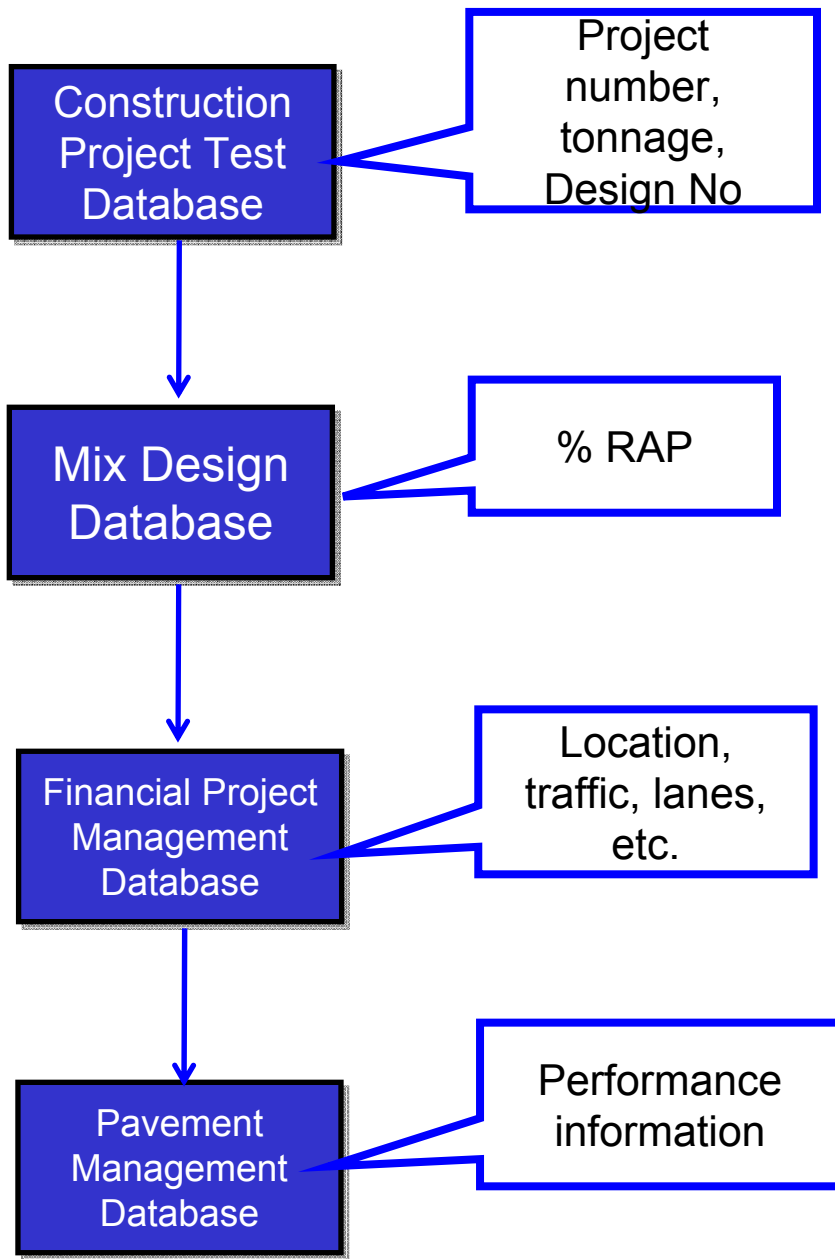 Construction
Project Test
Database
Project
number,
tonnage,
Design No
Mix Design
Database
% RAP
Financial Project
Management
Database
Location,
traffic, lanes,
etc.
Pavement
Management
Database
Performance
information